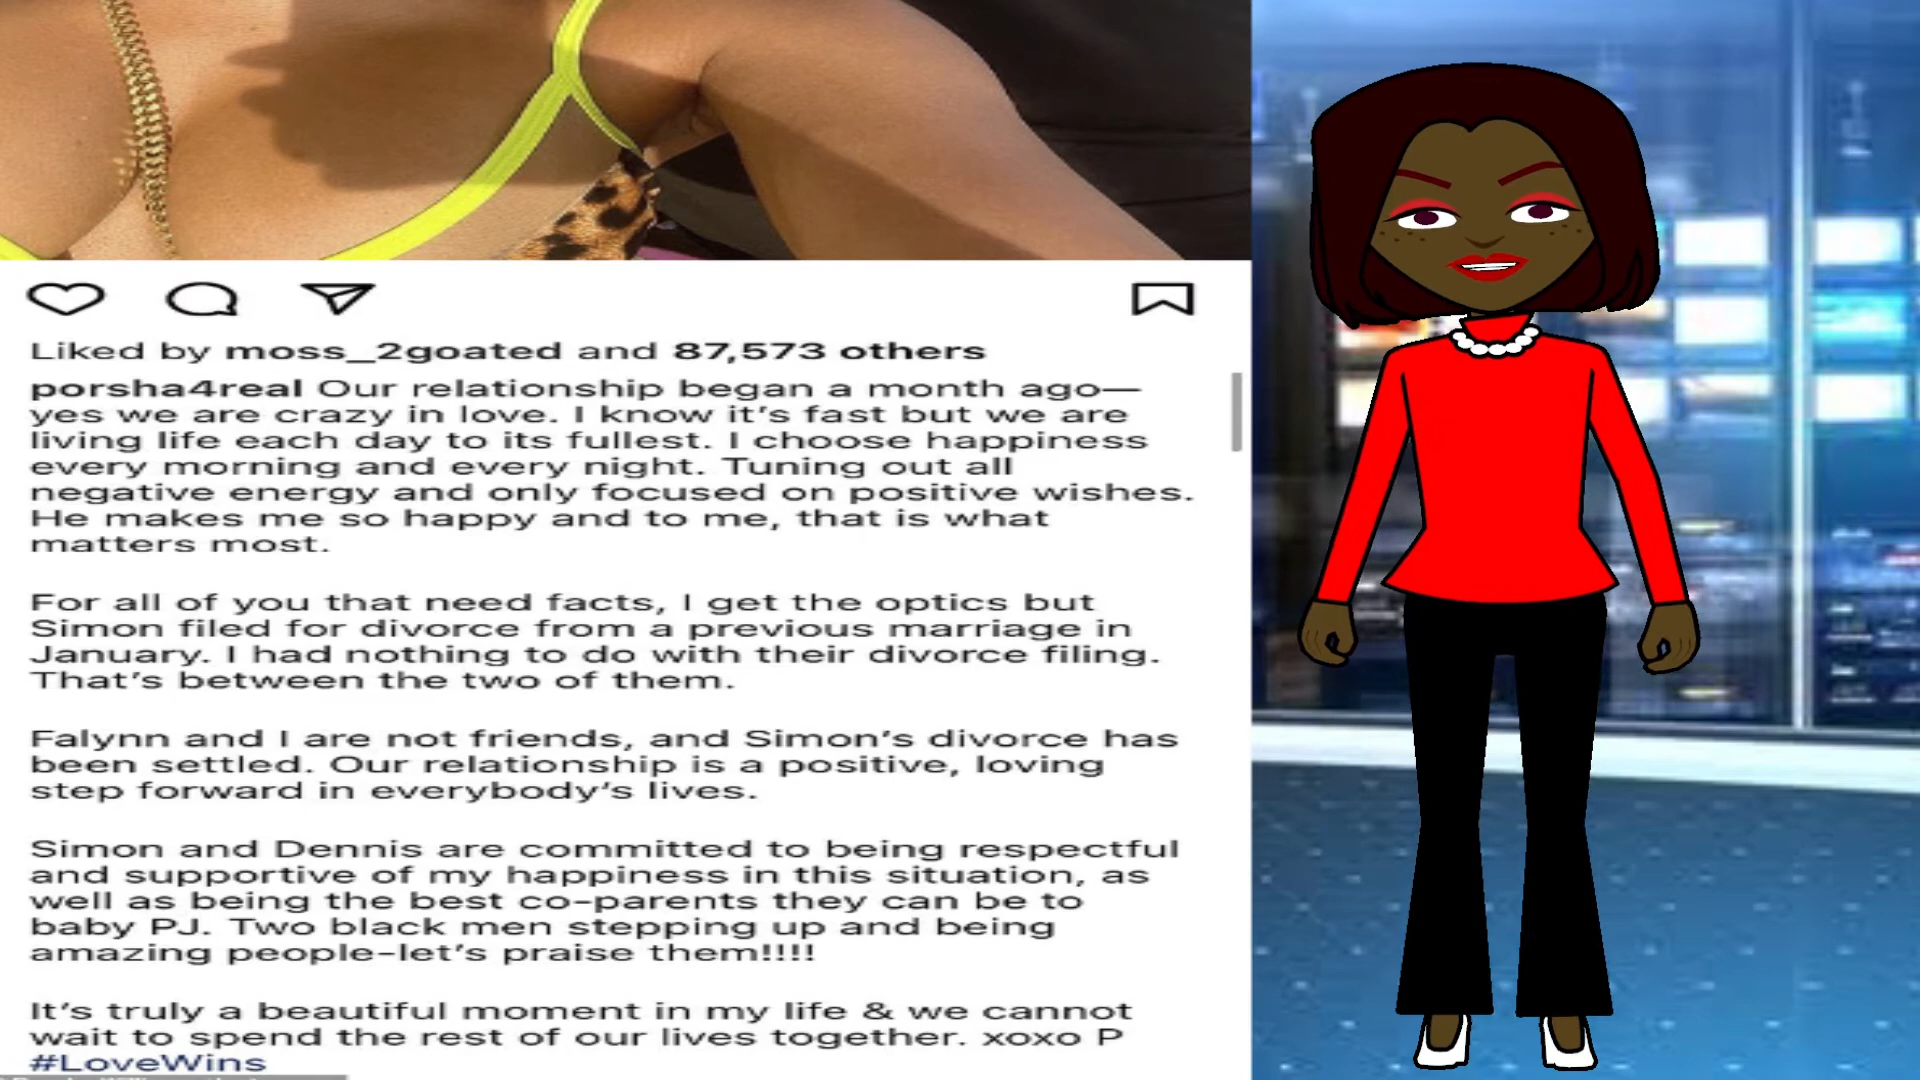 Liked by moss_2goated and 87,573 others
porsha4real Our relationship began a month ago—
yes we are crazy in love. I know it's fast but we are
living life each day to its fullest. I choose happiness
every morning and every night. Tuning out all
negative energy and only focused on positive wishes.
He makes me so happy and to me, that is what
matters most.
For all of you that need facts, I get the optics but
Simon filed for divorce from a previous marriage in
January. I had nothing to do with their divorce filing.
That's between the two of them.
Falynn and I are not friends, and Simon's divorce has
been settled. Our relationship is a positive, loving
step forward in everybody's lives.
Simon and Dennis are committed to being respectful
and supportive of my happiness in this situation, as
well as being the best co-parents they can be to
baby PJ. Two black men stepping up and being
amazing people–let's praise them!!!!
It's truly a beautiful moment in my life & we cannot
wait to spend the rest of our lives together. xoxo P
#LoveWins